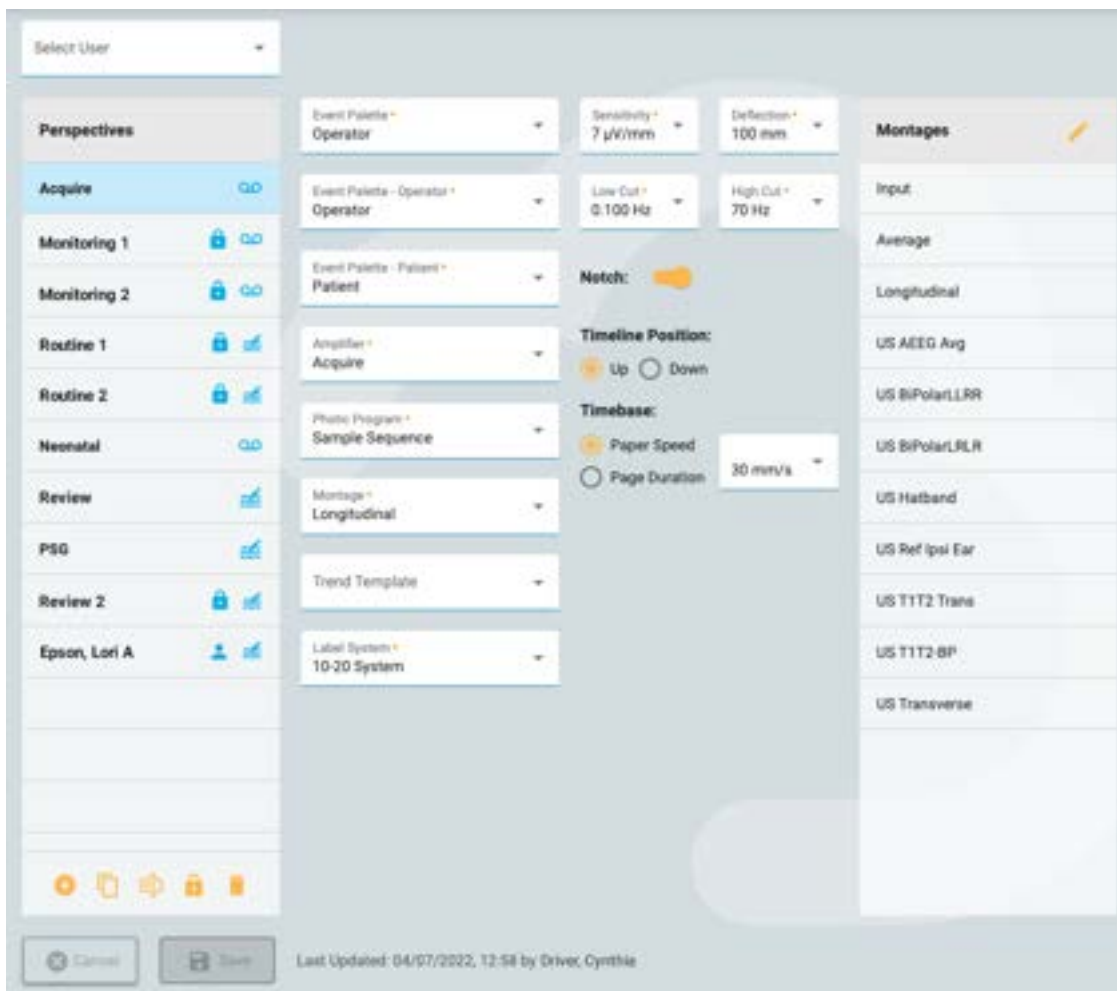 Select User
Perspectives
Acquire
Monitoring 1
Monitoring 2
Routine 1
Routine 2
Neonatal
Review
PSG
Review 2
Epson, Lori A
Event Palette *
Operator
Event Palette - Operator *
Operator
Event Palette - Patient *
Patient
Amplifier *
Acquire
Photic Program *
Sample Sequence
Montage *
Longitudinal
Trend Template
Label System *
10-20 System
Sensitivity *
7 µV/mm
Deflection *
100 mm
Low Cut *
0.100 Hz
High Cut *
70 Hz
Notch:
Timeline Position:
Up Down
Timebase:
Paper Speed
Page Duration
30 mm/s
Montages
Input
Average
Longitudinal
US AEEG Avg
US BiPolarLLRR
US BiPolarLRLR
US Hatband
US Ref Ipsi Ear
US T1T2 Trans
US T1T2-BP
US Transverse
Cancel
Save
Last Updated: 04/07/2022, 12:58 by Driver, Cynthie